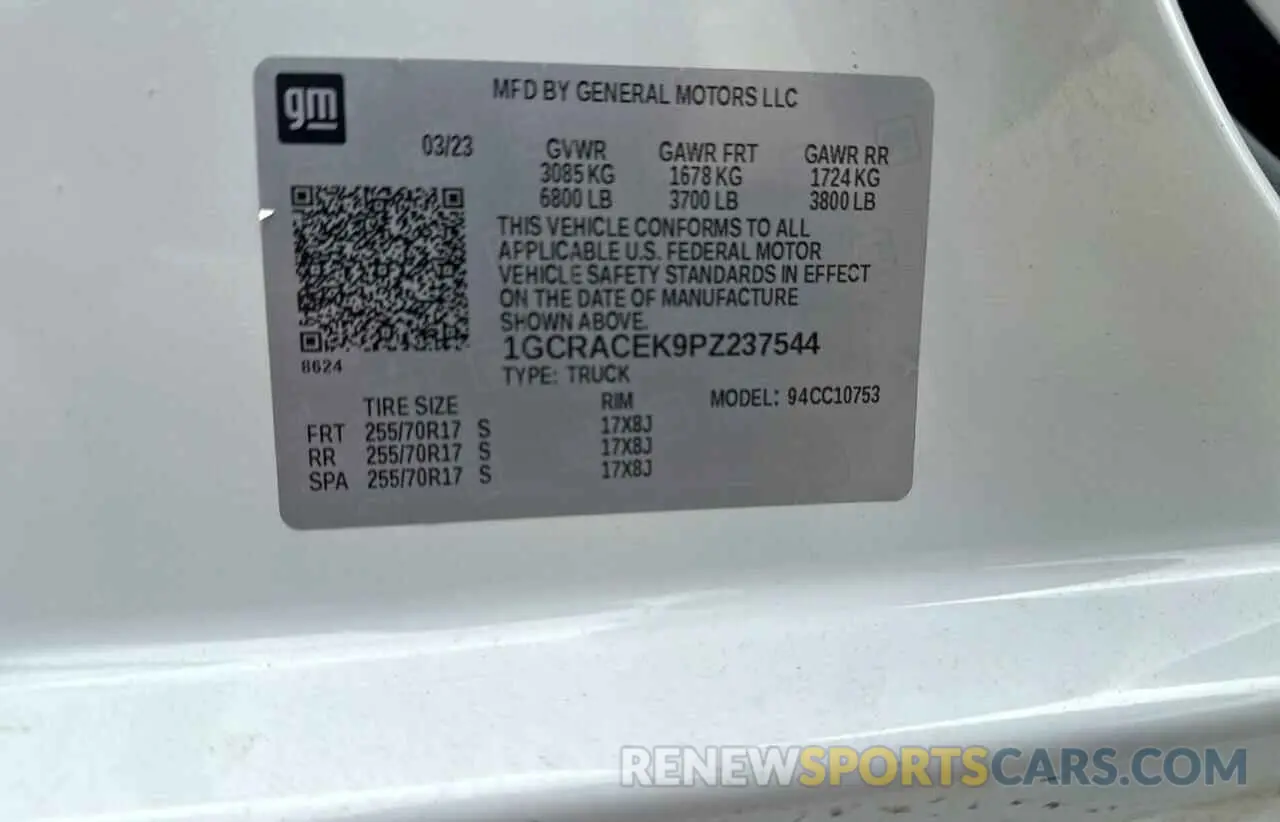 gm
MFD BY GENERAL MOTORS LLC
03/23 GVWR GAWR FRT GAWR RR
3085 KG 1678 KG 1724 KG
6800 LB 3700 LB 3800 LB
THIS VEHICLE CONFORMS TO ALL
APPLICABLE U.S. FEDERAL MOTOR
VEHICLE SAFETY STANDARDS IN EFFECT
ON THE DATE OF MANUFACTURE
SHOWN ABOVE.
1GCRACEK9PZ237544
8624
TYPE: TRUCK
MODEL: 94CC10753
TIRE SIZE RIM
FRT 255/70R17 S 17X8J
RR 255/70R17 S 17X8J
SPA 255/70R17 S 17X8J
RENEWSPORTSCARS.COM